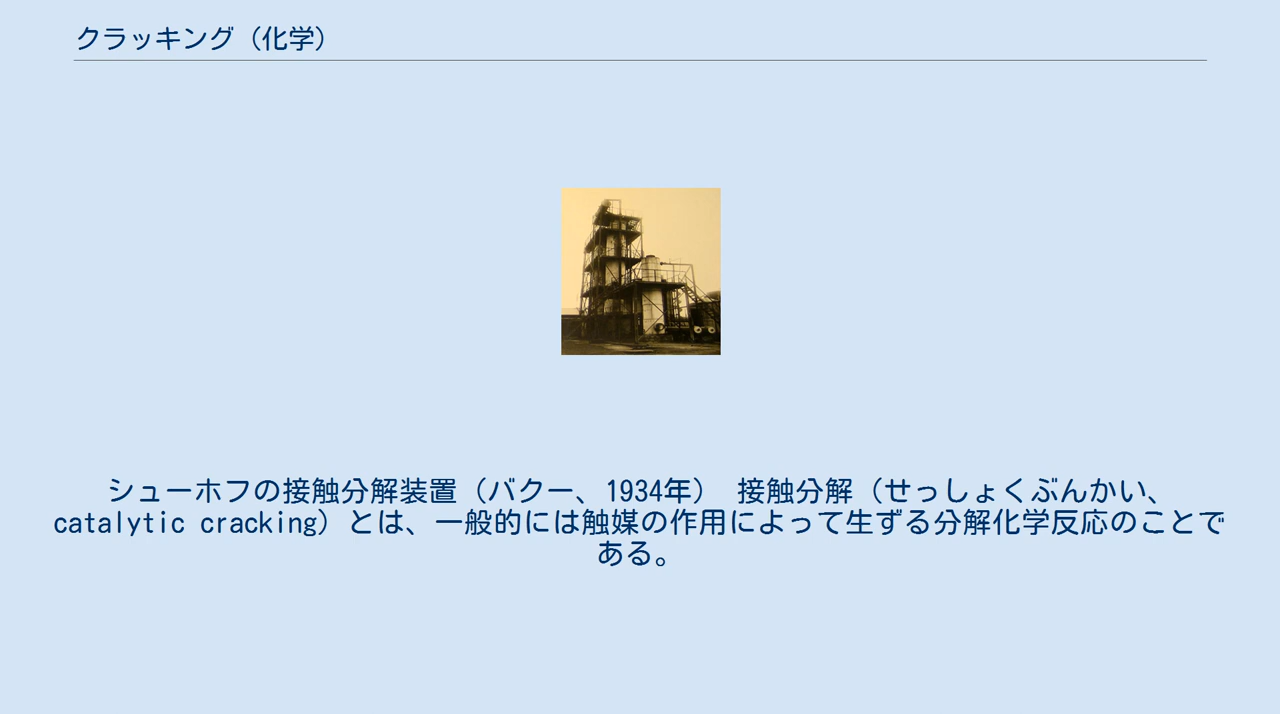 クラッキング（化学）
シューホフの接触分解装置（バクー、1934年） 接触分解（せっしょくぶんかい、
catalytic cracking）とは、一般的には触媒の作用によって生ずる分解化学反応のことで
ある。